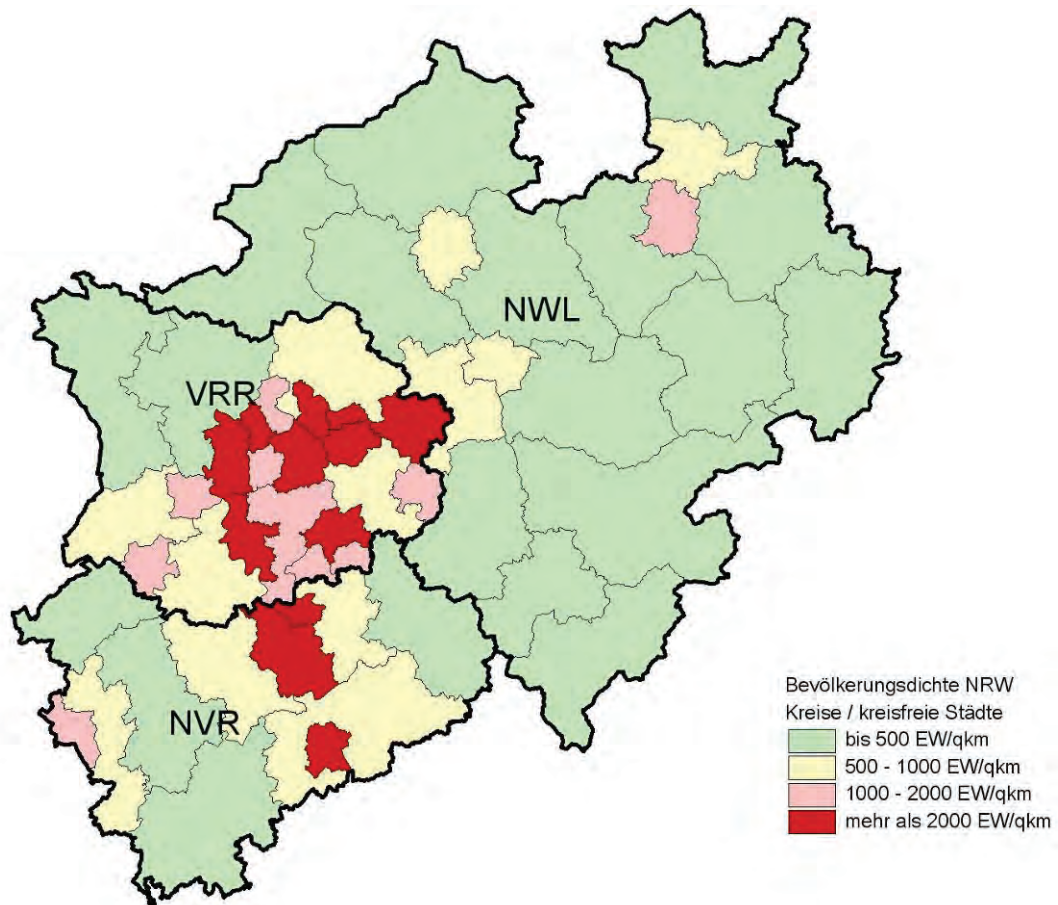 NWL
VRR
NVR
Bevölkerungsdichte NRW
Kreise / kreisfreie Städte
bis 500 EW/qkm
500 - 1000 EW/qkm
1000 - 2000 EW/qkm
mehr als 2000 EW/qkm